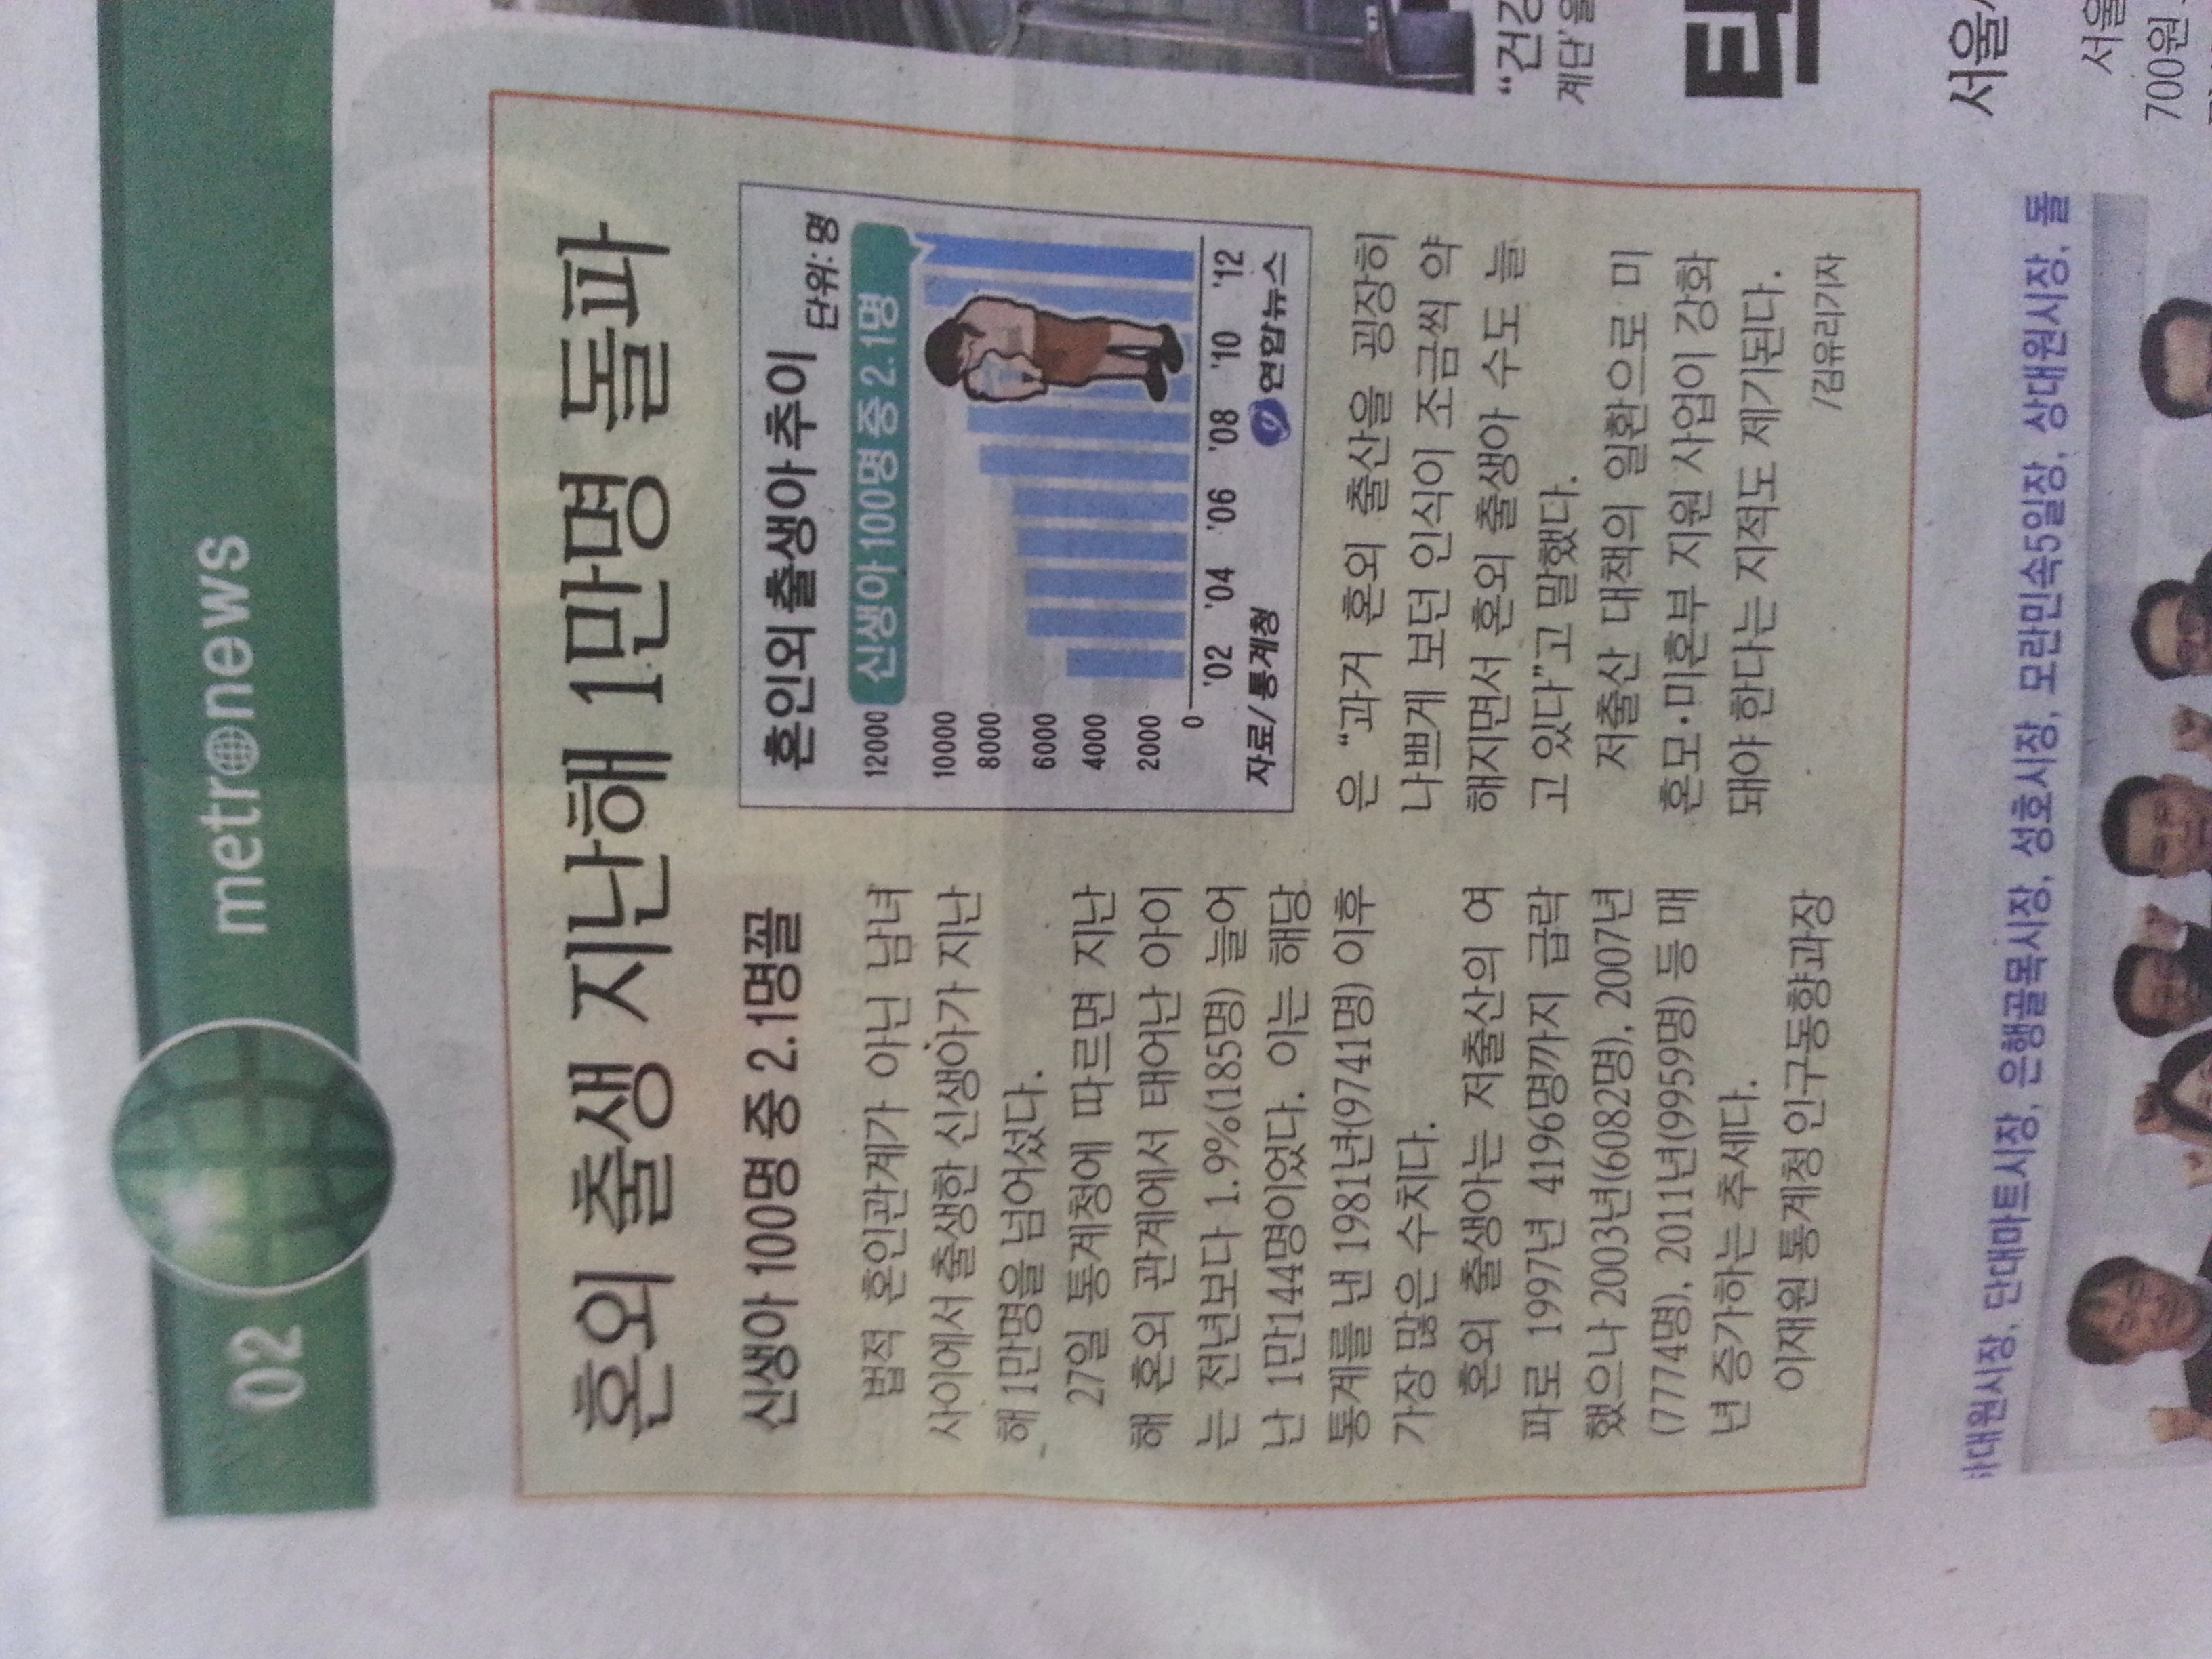 02
metronews
혼외 출생 지난해 1만명 돌파
신생아 100명 중 2.1명꼴
법적 혼인관계가 아닌 남녀
사이에서 출생한 신생아가 지난
해 1만명을 넘어섰다.
27일 통계청에 따르면 지난
해 혼외 관계에서 태어난 아이
는 전년보다 1.9%(185명) 늘어
난 1만144명이었다. 이는 해당
통계를 낸 1981년(9741명) 이후
가장 많은 수치다.
혼외 출생아는 저출산의 여
파로 1997년 4196명까지 급락
했으나 2003년(6082명), 2007년
(7774명), 2011년(9959명) 등 매
년 증가하는 추세다.
이재원 통계청 인구동향과장
혼인외 출생아 추이
단위: 명
신생아 100명 중 2.1명
12000
10000
8000
6000
4000
2000
0
'02 '04 '06 '08 '10 '12
자료/통계청
연합뉴스
은 “과거 혼외 출산을 굉장히
나쁘게 보던 인식이 조금씩 약
해지면서 혼외 출생아 수도 늘
고 있다”고 말했다.
저출산 대책의 일환으로 미
혼모·미혼부 지원 사업이 강화
돼야 한다는 지적도 제기된다.
/김유리기자
대원시장, 단대마트시장, 은행골목시장, 성호시장, 모란민속5일장, 상대원시장, 돌
“건강
계단’을
서울
서울
700원